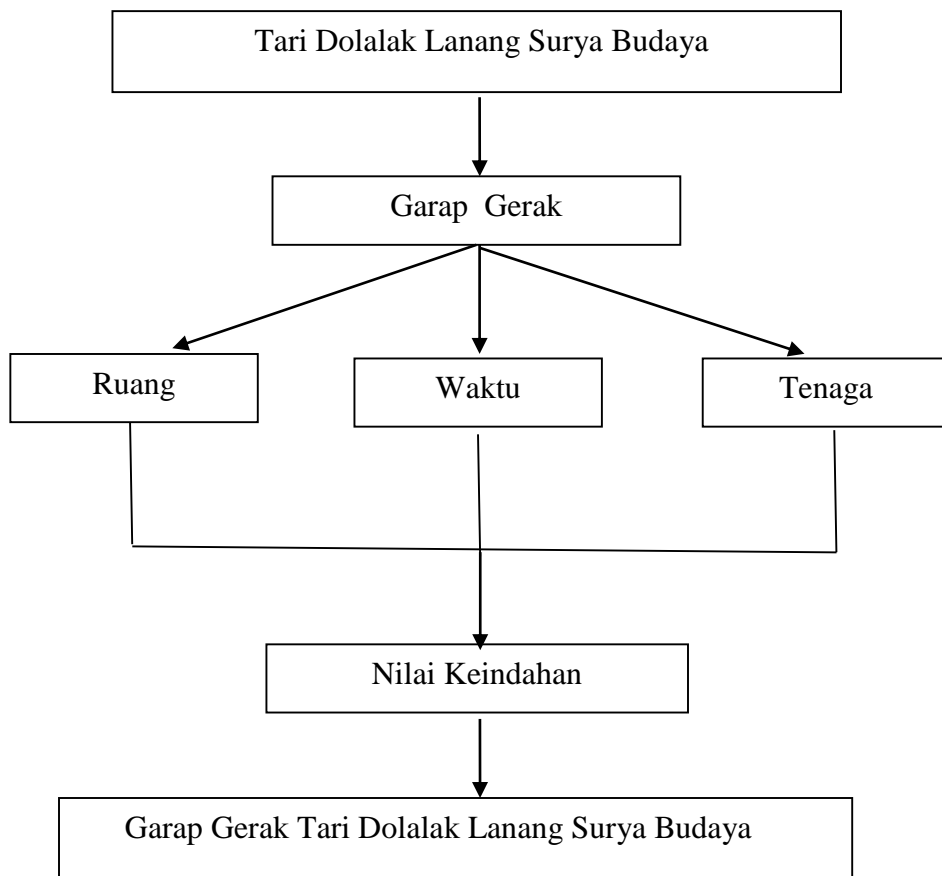 Tari Dolalak Lanang Surya Budaya
Garap Gerak
Ruang
Waktu
Tenaga
Nilai Keindahan
Garap Gerak Tari Dolalak Lanang Surya Budaya